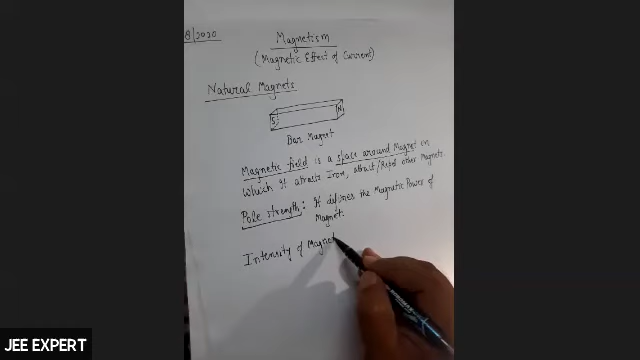 8/2020
Magnetism
(Magnetic Effect of Current)
Natural Magnets
S N
Bar Magnet
Magnetic field is a space around Magnet in
Which it attracts Iron, attract/Repel other Magnets.
Pole strength: It defines the Magnetic Power of
Magnet.
Intensity of Magnet
JEE EXPERT